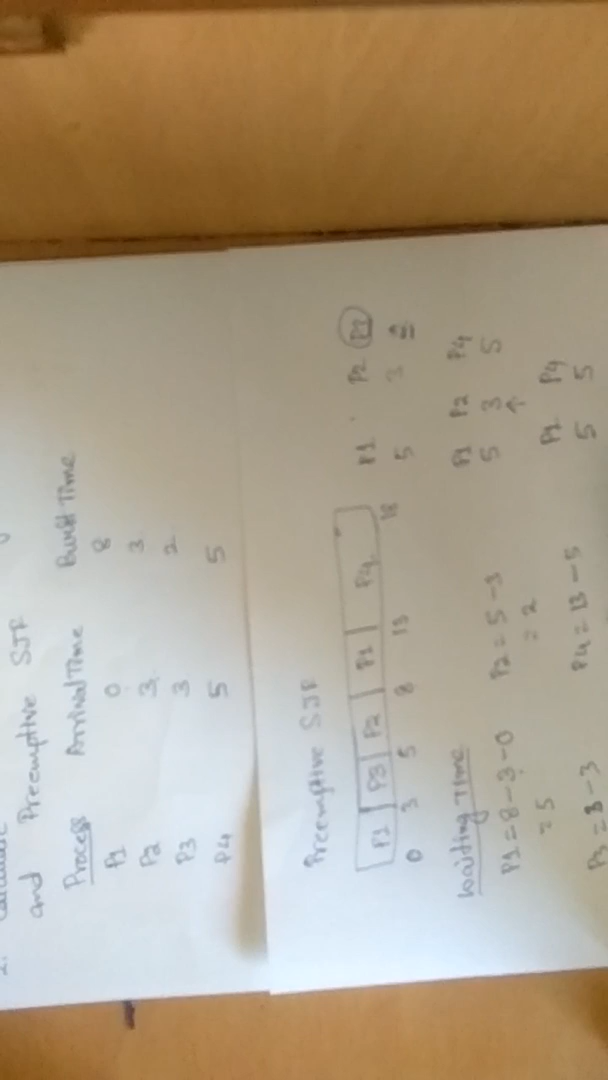 and Preemptive SJF
Process Arrival Time Burst Time
P1 0 8
P2 3 3
P3 3 2
P4 5 5
Preemptive SJF
P1 P3 P2 P1 P4
0 3 5 8 13 18
P1 P2 P3
5 3 2
P1 P2 P4
5 3 5
↑
P1 P4
5 5
Waiting Time
P1 = 8-3-0 P2 = 5-3
= 5 = 2
P3 = 3-3 P4 = 13-5